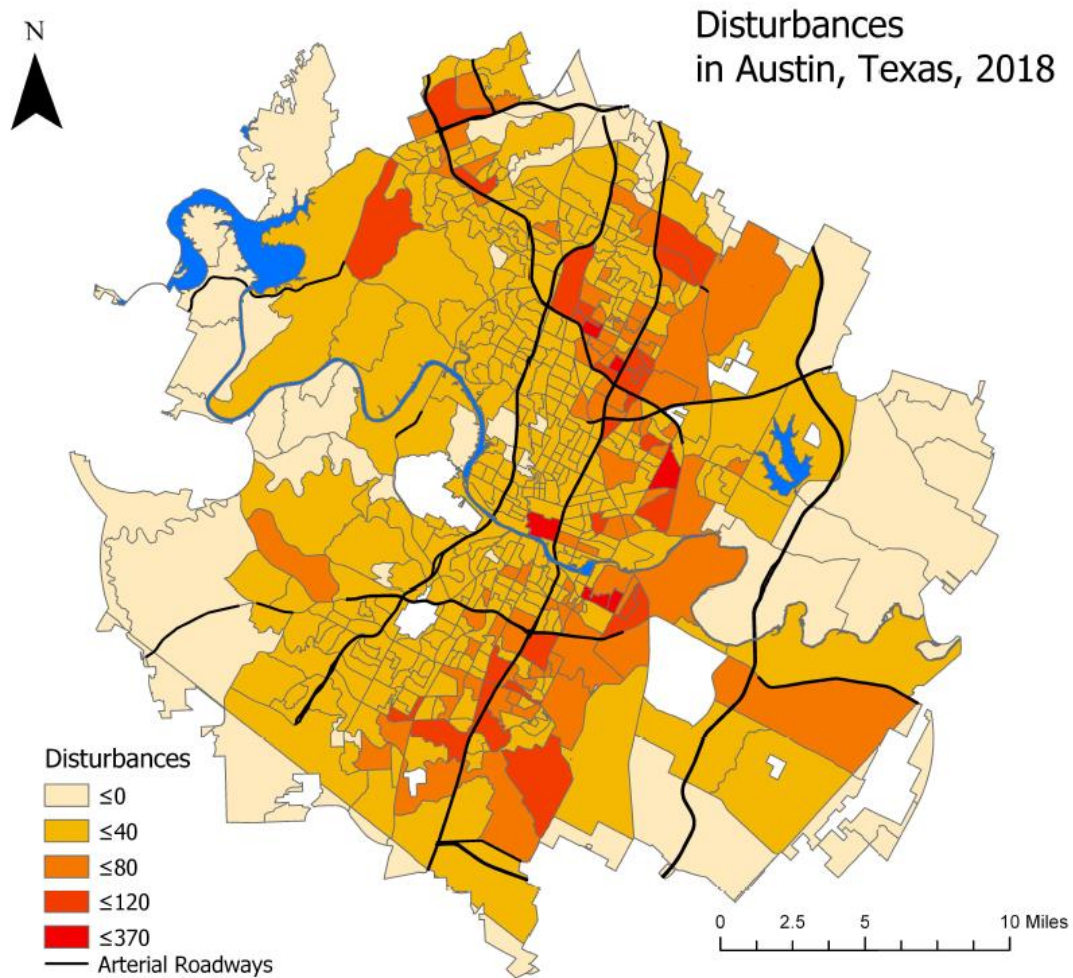 N
Disturbances
in Austin, Texas, 2018
Disturbances
≤0
≤40
≤80
≤120
≤370
Arterial Roadways
0 2.5 5 10 Miles